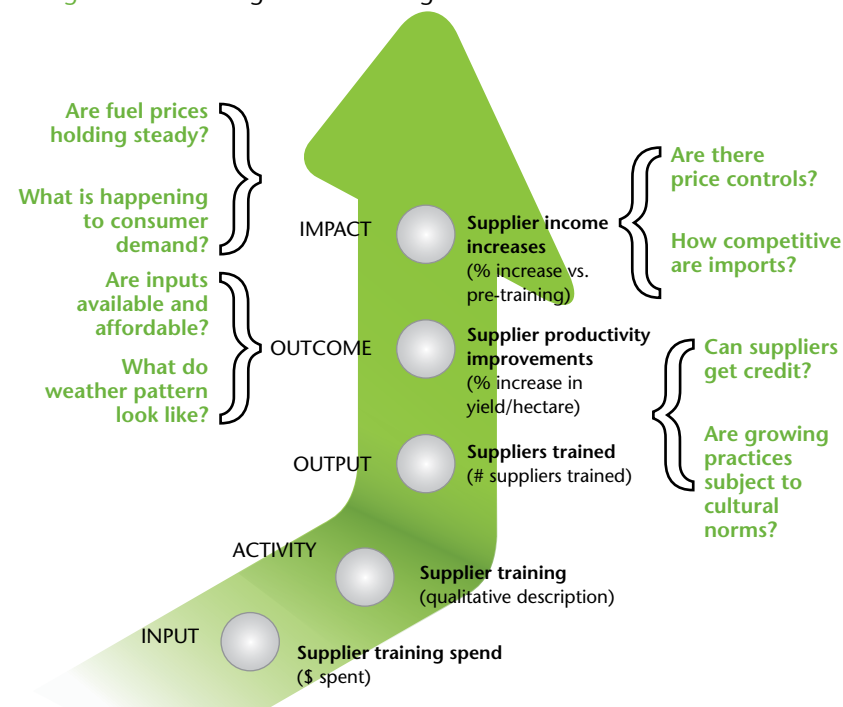 Are fuel prices
holding steady?
What is happening
to consumer
demand?
Are inputs
available and
affordable?
What do
weather pattern
look like?
IMPACT
Supplier income
increases
(% increase vs.
pre-training)
Are there
price controls?
How competitive
are imports?
OUTCOME
Supplier productivity
improvements
(% increase in
yield/hectare)
Can suppliers
get credit?
Are growing
practices
subject to
cultural
norms?
OUTPUT
Suppliers trained
(# suppliers trained)
ACTIVITY
Supplier training
(qualitative description)
INPUT
Supplier training spend
($ spent)